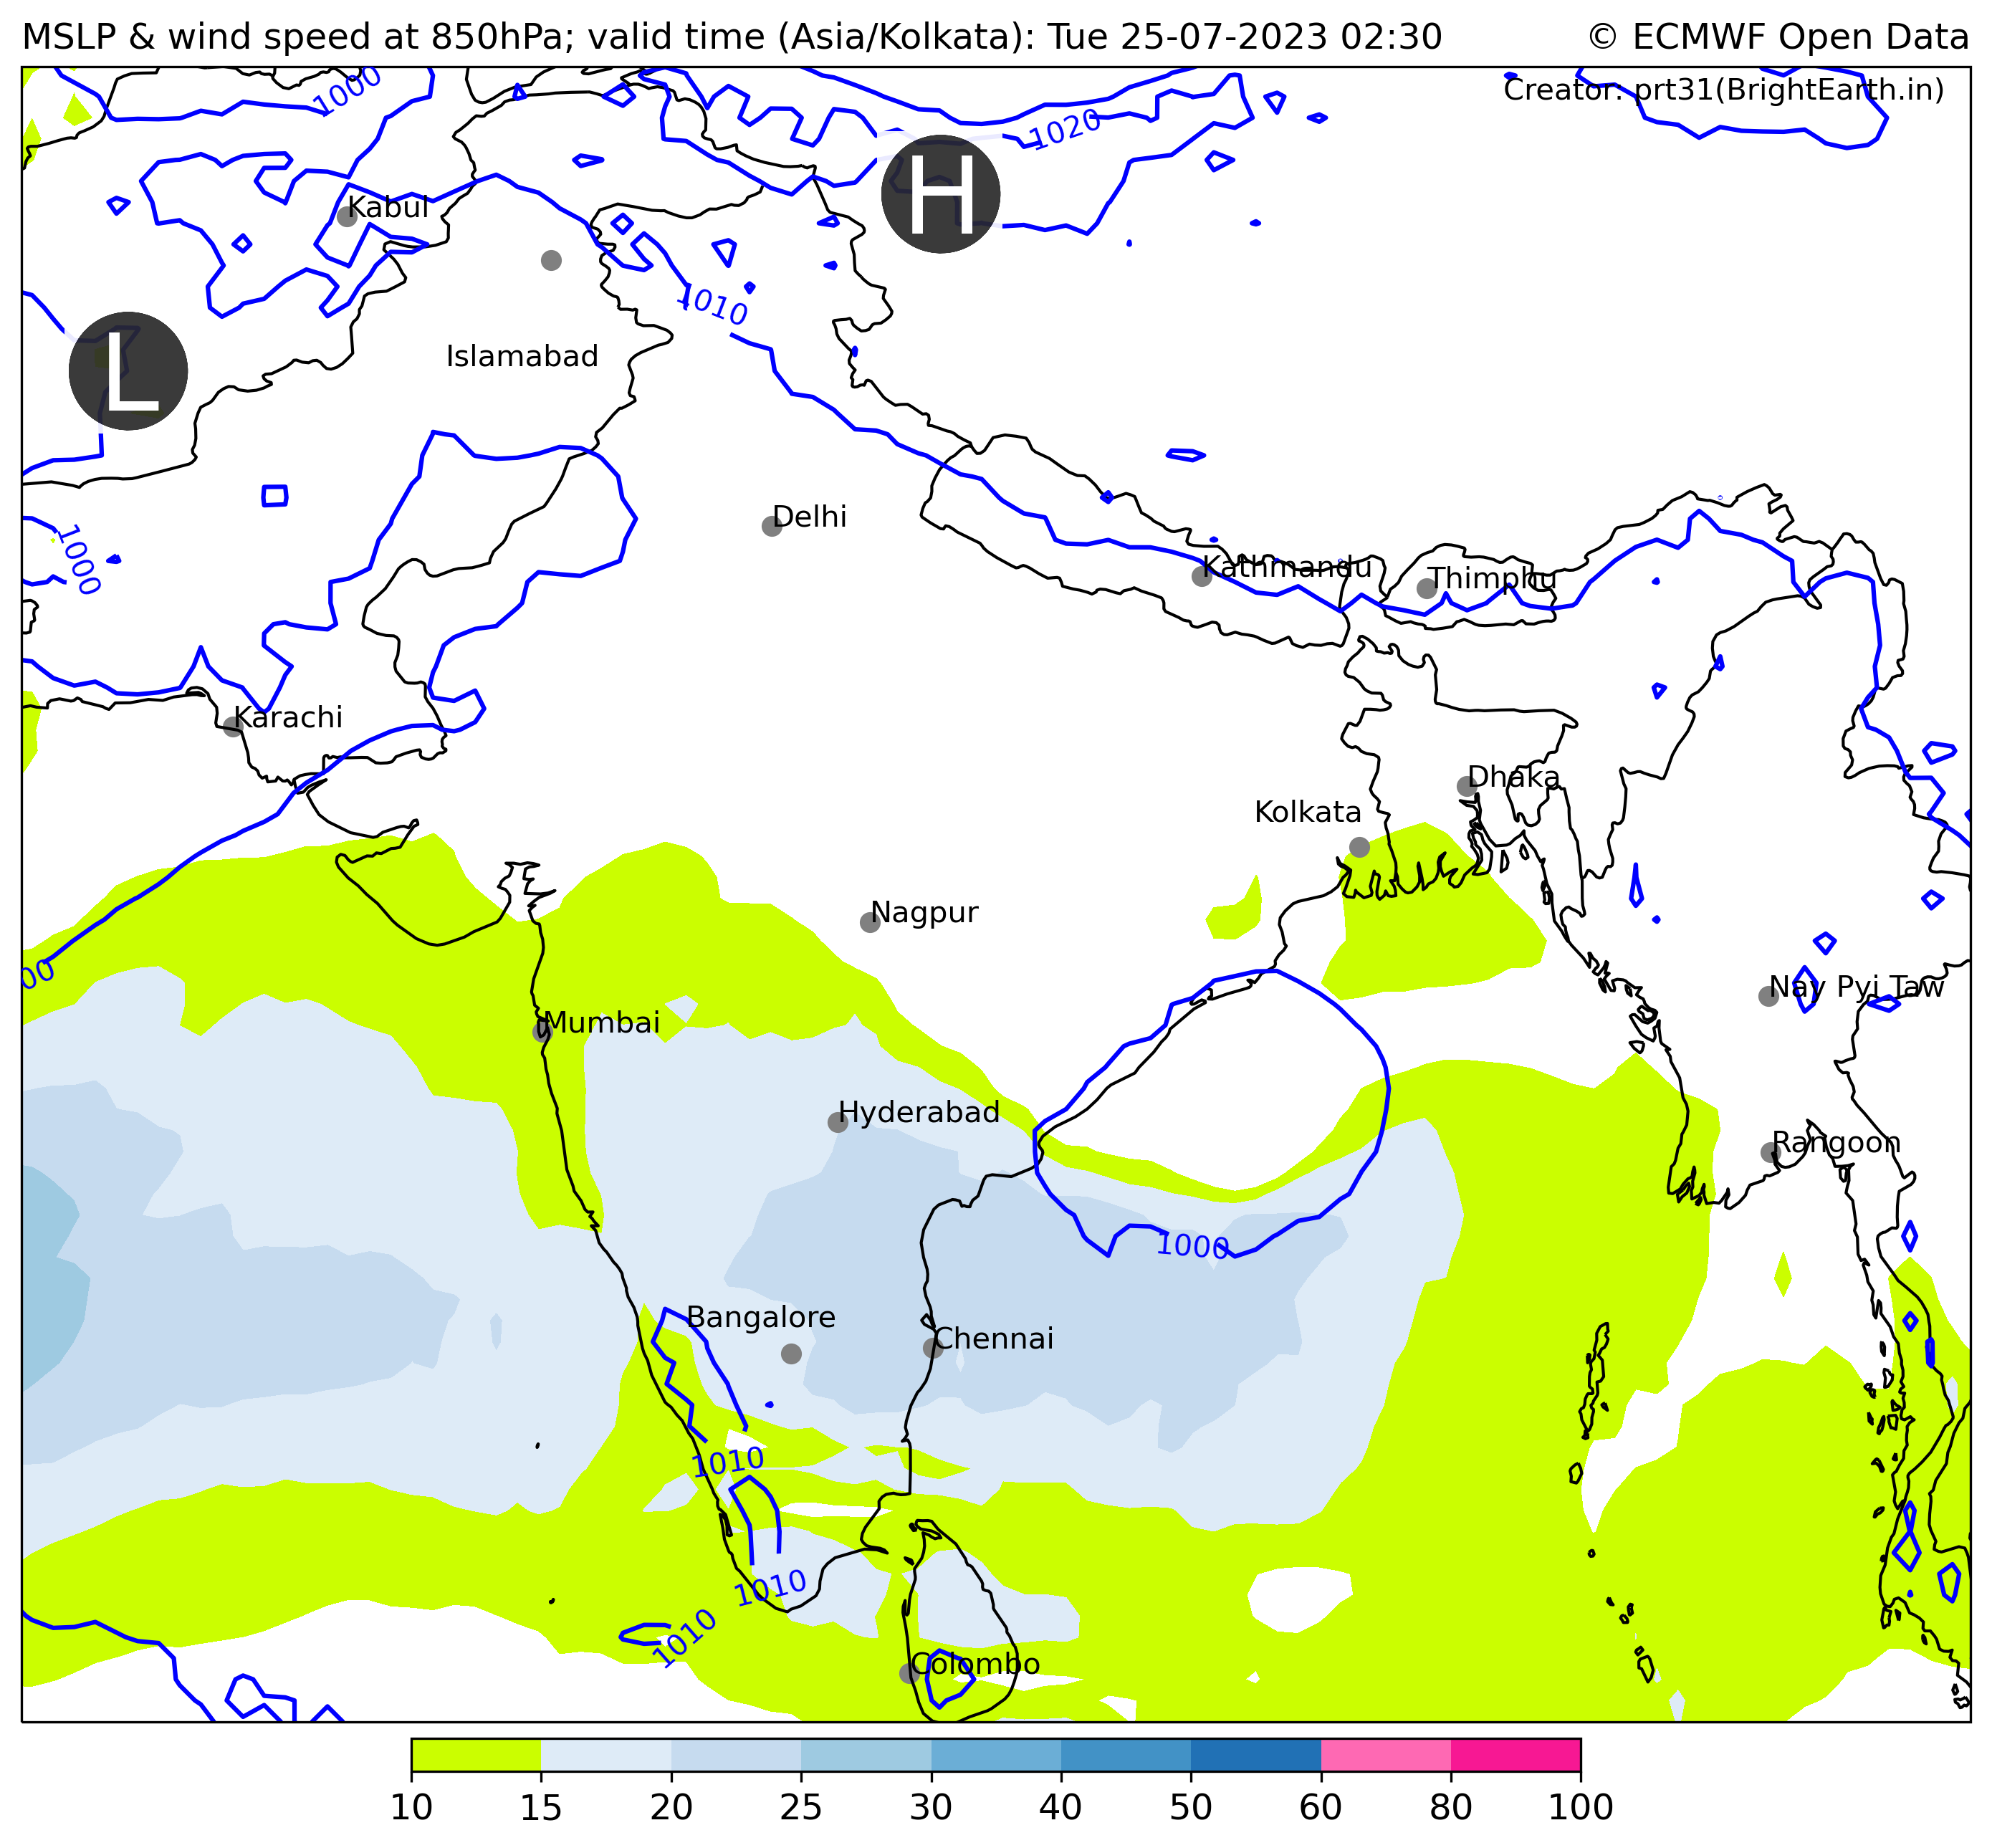 MSLP & wind speed at 850hPa; valid time (Asia/Kolkata): Tue 25-07-2023 02:30
© ECMWF Open Data
Creator: prt31(BrightEarth.in)
1000
1020
H
Kabul
1010
L
Islamabad
Delhi
1000
Kathmandu
Thimphu
Karachi
Dhaka
Kolkata
Nagpur
00
Nay Pyi Taw
Mumbai
Hyderabad
Rangoon
1000
Bangalore
Chennai
1010
1010
1010
Colombo
10 15 20 25 30 40 50 60 80 100